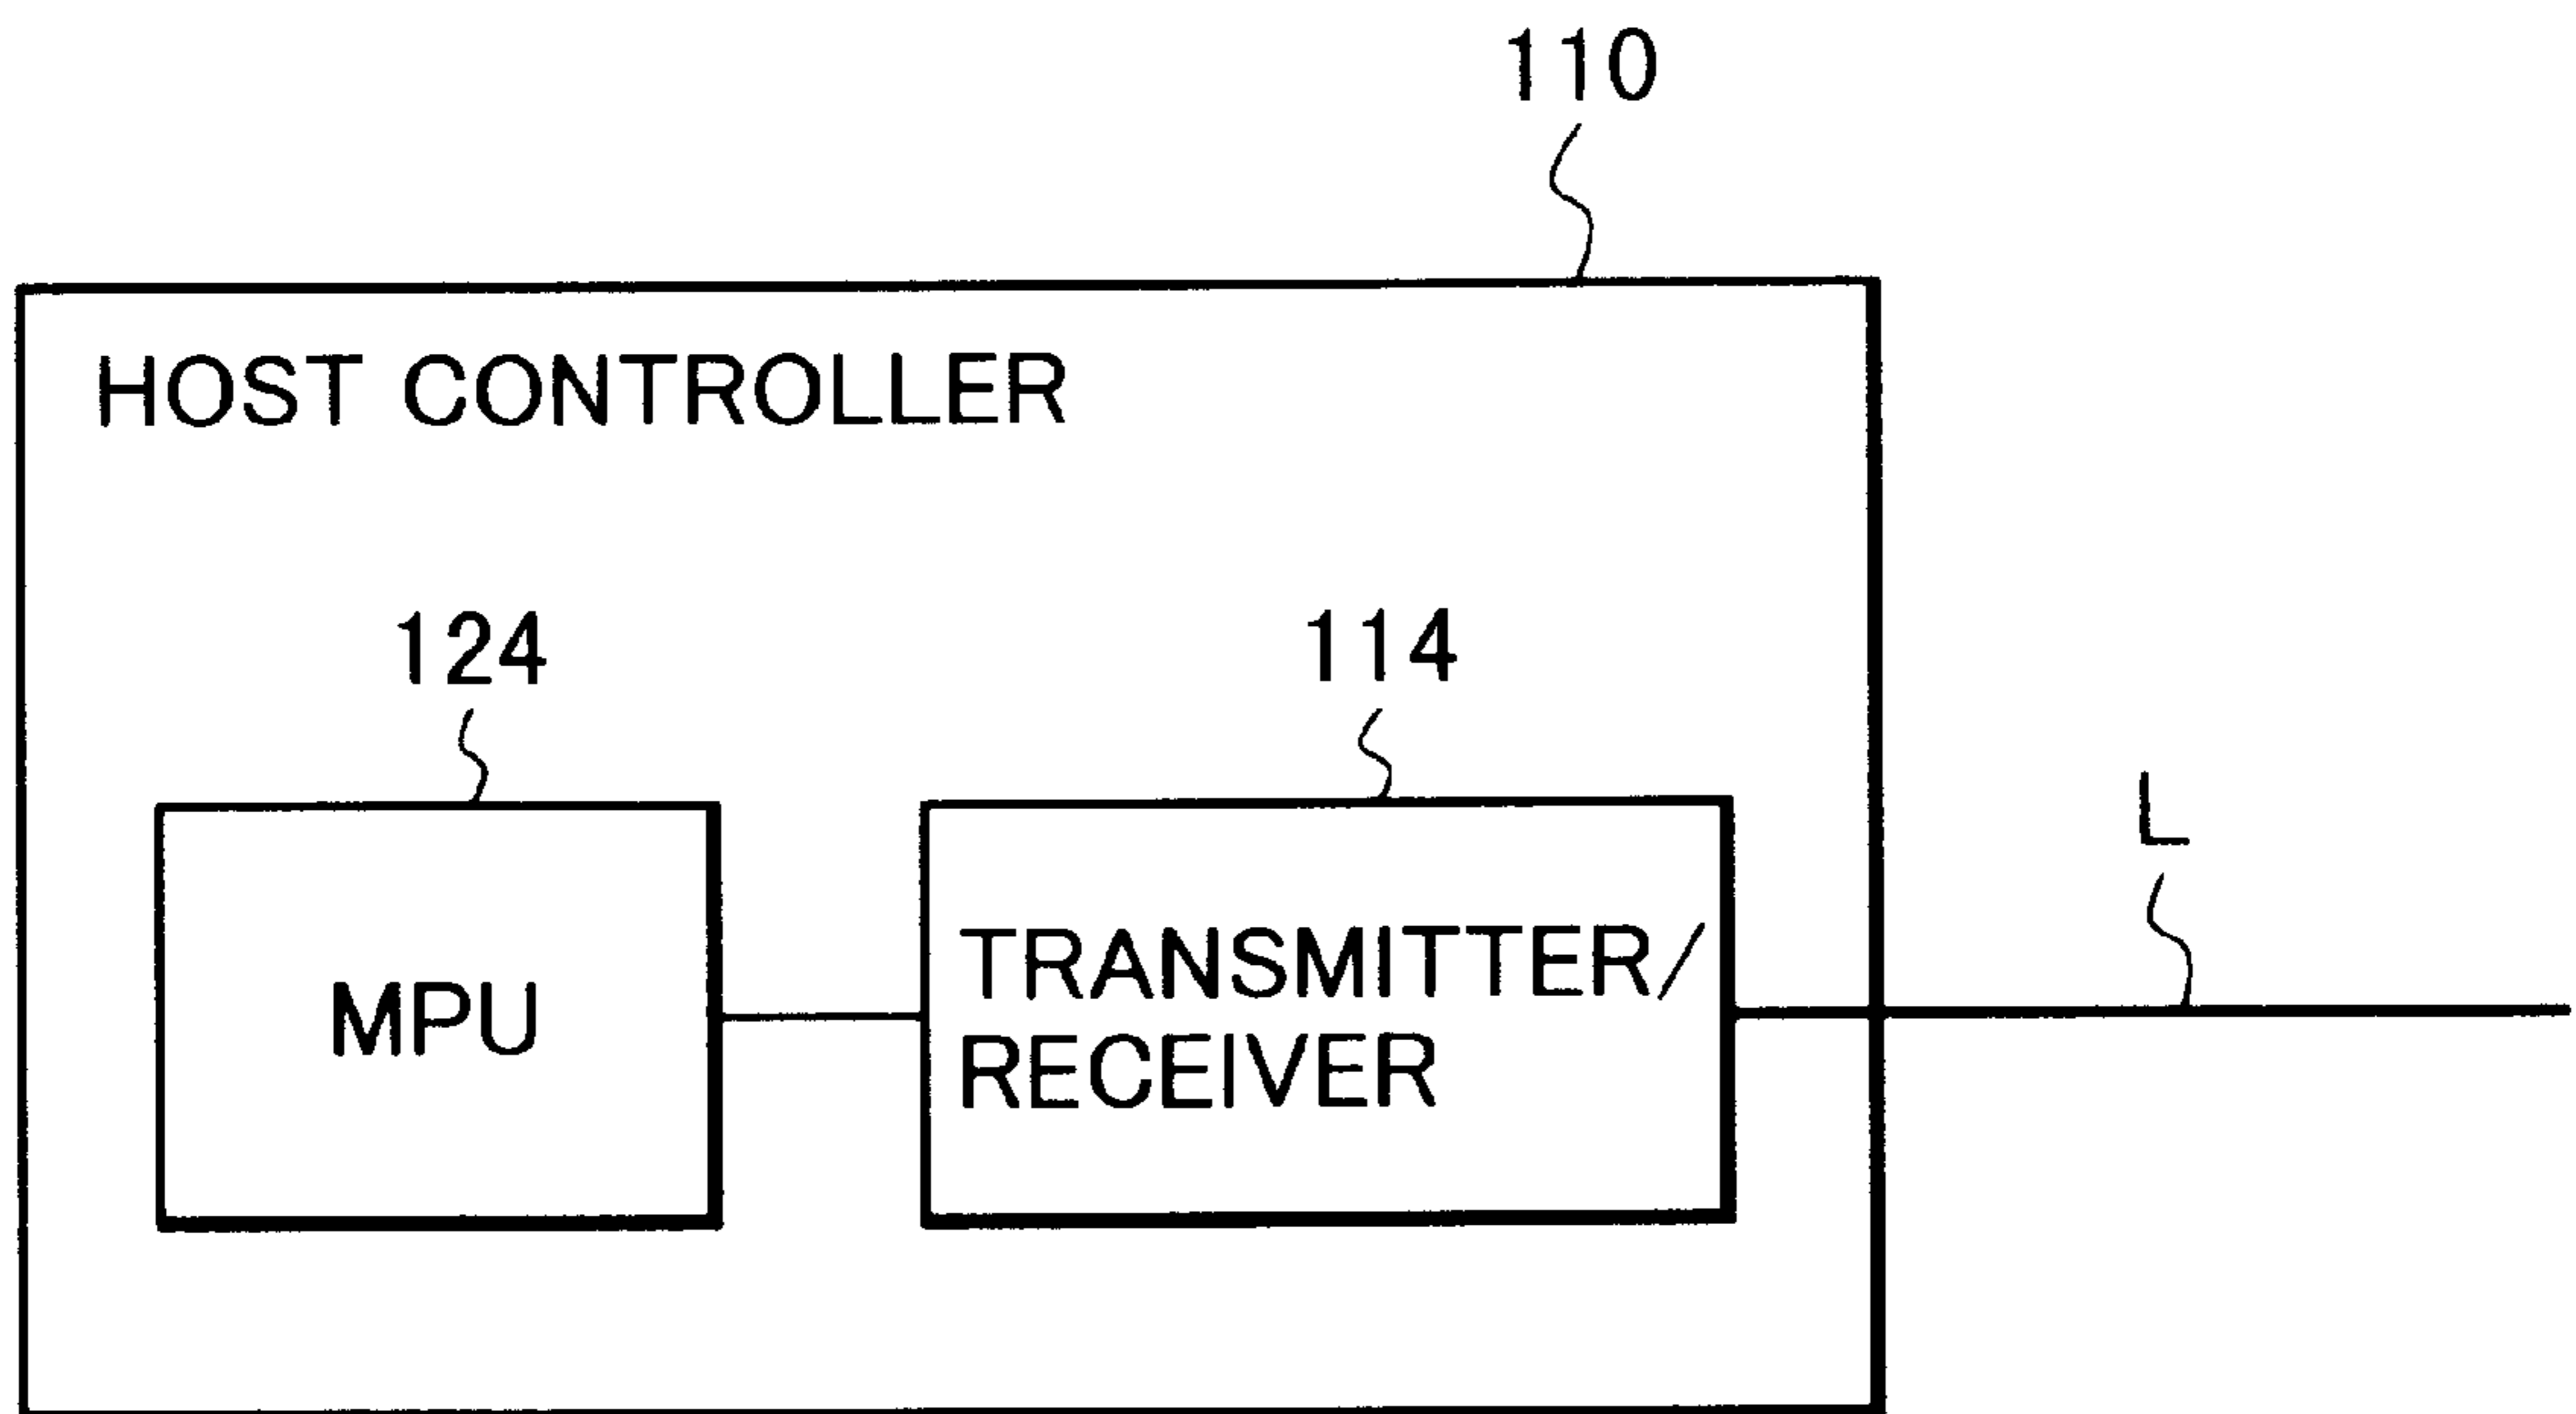 110
HOST CONTROLLER
124
114
L
MPU
TRANSMITTER/
RECEIVER